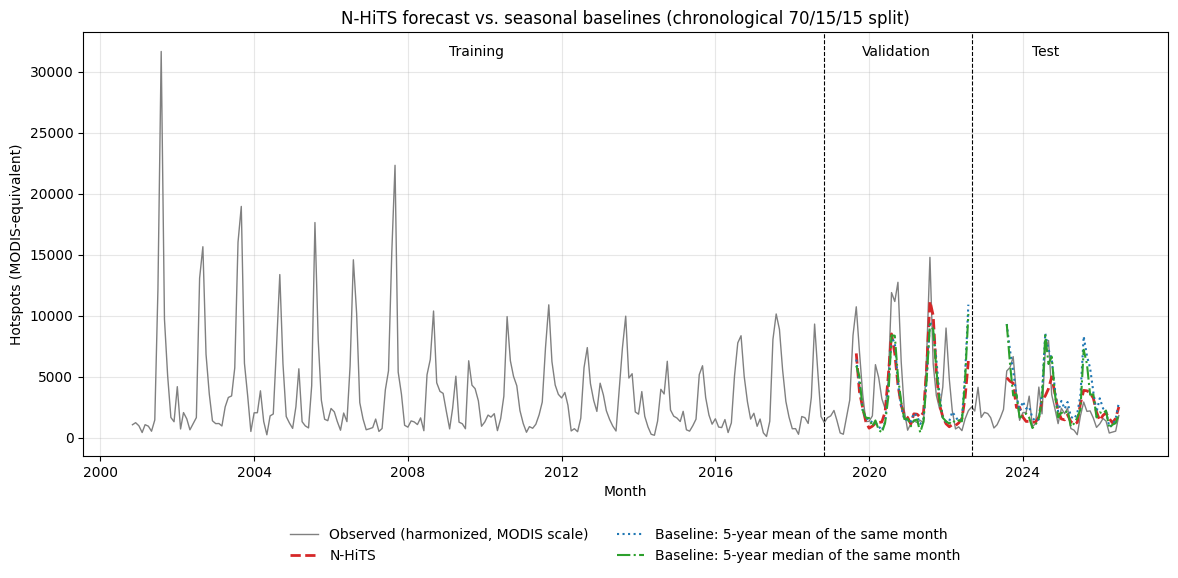 N-HiTS forecast vs. seasonal baselines (chronological 70/15/15 split)
Training
Validation
Test
30000
25000
20000
15000
10000
5000
0
Hotspots (MODIS-equivalent)
2000
2004
2008
2012
2016
2020
2024
Month
Observed (harmonized, MODIS scale)
N-HiTS
Baseline: 5-year mean of the same month
Baseline: 5-year median of the same month